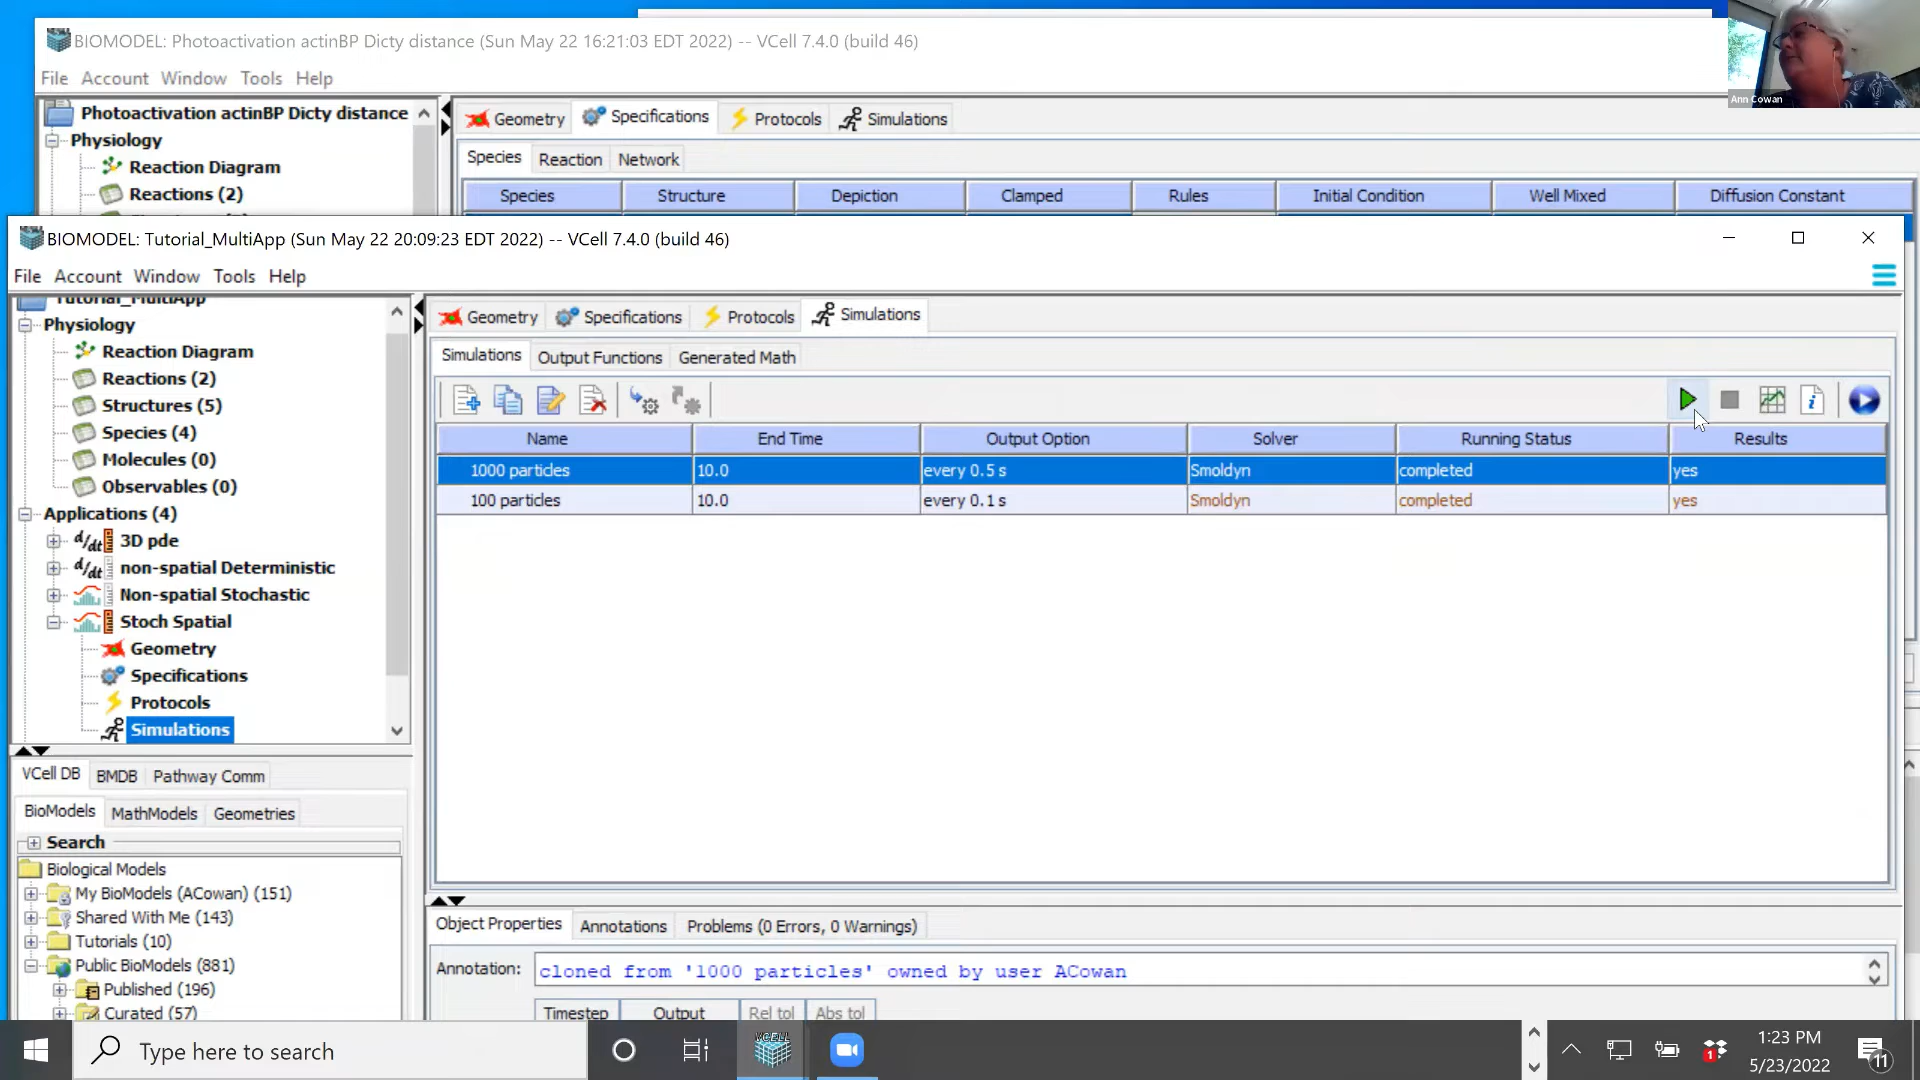 BIOMODEL: Photoactivation actinBP Dicty distance (Sun May 22 16:21:03 EDT 2022) -- VCell 7.4.0 (build 46)
File Account Window Tools Help
Ann Cowan
Photoactivation actinBP Dicty distance
Geometry Specifications Protocols Simulations
Physiology
Species Reaction Network
Reaction Diagram
Reactions (2)
Species Structure Depiction Clamped Rules Initial Condition Well Mixed Diffusion Constant
BIOMODEL: Tutorial_MultiApp (Sun May 22 20:09:23 EDT 2022) -- VCell 7.4.0 (build 46)
File Account Window Tools Help
Tutorial_MultiApp
Physiology
Reaction Diagram
Reactions (2)
Structures (5)
Species (4)
Molecules (0)
Observables (0)
Applications (4)
d/dt 3D pde
d/dt non-spatial Deterministic
Non-spatial Stochastic
Stoch Spatial
Geometry
Specifications
Protocols
Simulations
Geometry Specifications Protocols Simulations
Simulations Output Functions Generated Math
Name End Time Output Option Solver Running Status Results
1000 particles 10.0 every 0.5 s Smoldyn completed yes
100 particles 10.0 every 0.1 s Smoldyn completed yes
VCell DB BMDB Pathway Comm
BioModels MathModels Geometries
Search
Biological Models
My BioModels (ACowan) (151)
Shared With Me (143)
Tutorials (10)
Public BioModels (881)
Published (196)
Curated (57)
Object Properties Annotations Problems (0 Errors, 0 Warnings)
Annotation: cloned from '1000 particles' owned by user ACowan
Timestep Output Rel tol Abs tol
Type here to search
VCELL
1
1:23 PM
5/23/2022
11